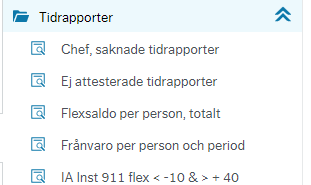 Tidrapporter
Chef, saknade tidrapporter
Ej attesterade tidrapporter
Flexsaldo per person, totalt
Frånvaro per person och period
IA Inst 911 flex < -10 & > + 40